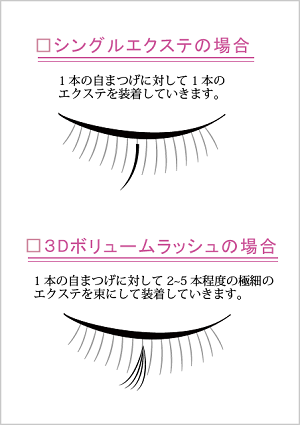 □シングルエクステの場合
1本の自まつげに対して1本の
エクステを装着していきます。
□3Dボリュームラッシュの場合
1本の自まつげに対して2~5本程度の極細の
エクステを束にして装着していきます。